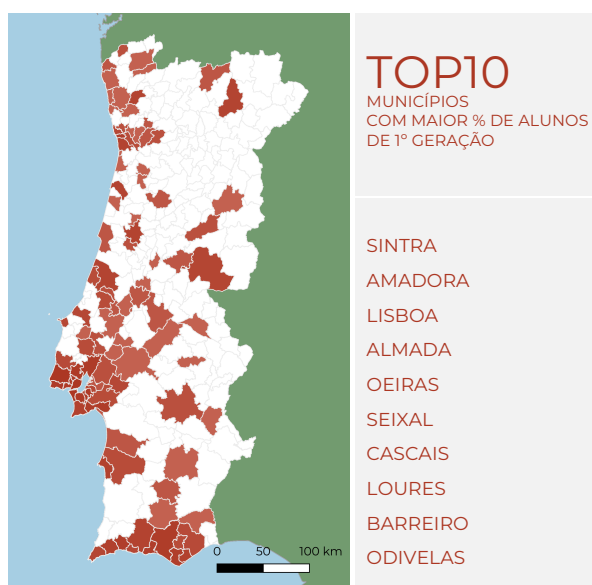 TOP10
MUNICÍPIOS
COM MAIOR % DE ALUNOS
DE 1º GERAÇÃO
SINTRA
AMADORA
LISBOA
ALMADA
OEIRAS
SEIXAL
CASCAIS
LOURES
BARREIRO
ODIVELAS
0 50 100 km